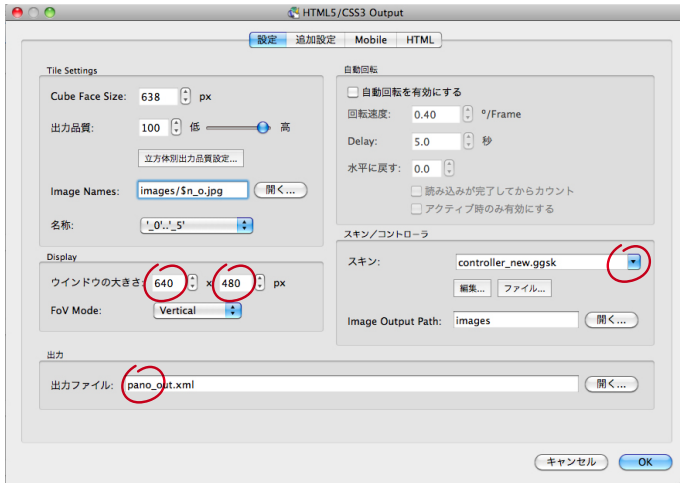 HTML5/CSS3 Output
設定 追加設定 Mobile HTML
Tile Settings
Cube Face Size: 638 px
出力品質: 100 低 高
立方体別出力品質設定...
Image Names: images/$n_o.jpg 開く...
名称: '_0'..'_5'
Display
ウインドウの大きさ: 640 x 480 px
FoV Mode: Vertical
自動回転
自動回転を有効にする
回転速度: 0.40 °/Frame
Delay: 5.0 秒
水平に戻す: 0.0
読み込みが完了してからカウント
アクティブ時のみ有効にする
スキン/コントローラ
スキン: controller_new.ggsk
編集... ファイル...
Image Output Path: images 開く...
出力
出力ファイル: pano_out.xml 開く...
キャンセル OK